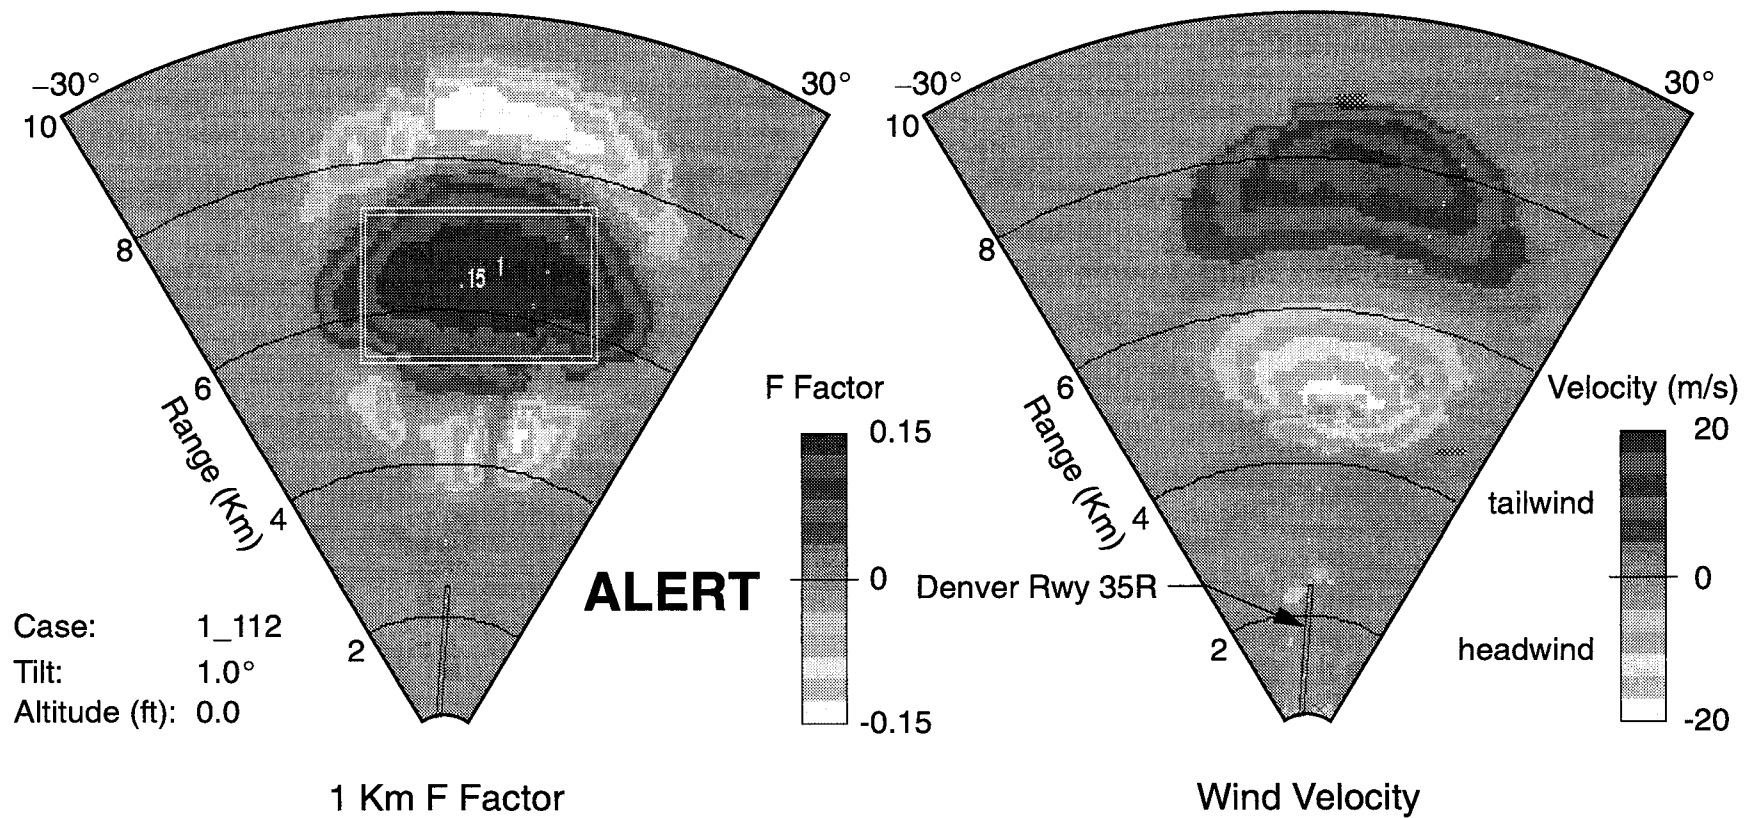 −30°
30°
10
8
6
4
2
Range (Km)
.15
1
F Factor
0.15
0
-0.15
ALERT
Case: 1_112
Tilt: 1.0°
Altitude (ft): 0.0
1 Km F Factor
−30°
30°
10
8
6
4
2
Range (Km)
Denver Rwy 35R
Velocity (m/s)
20
tailwind
0
headwind
-20
Wind Velocity